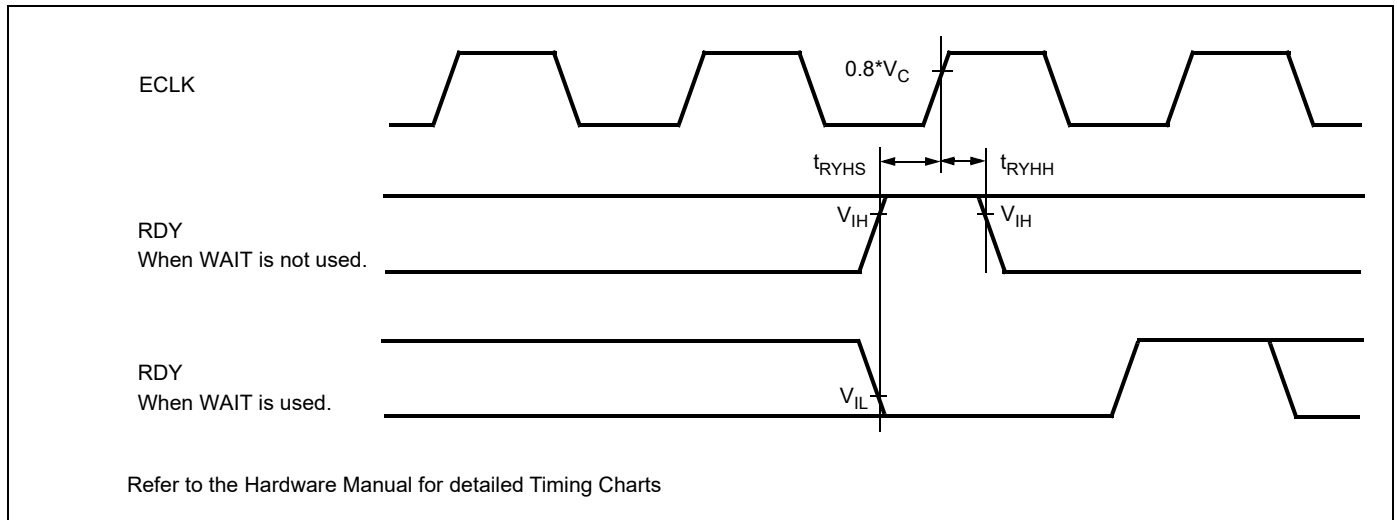 ECLK
0.8*VC
tRYHS
tRYHH
RDY
When WAIT is not used.
VIH
VIH
RDY
When WAIT is used.
VIL
Refer to the Hardware Manual for detailed Timing Charts